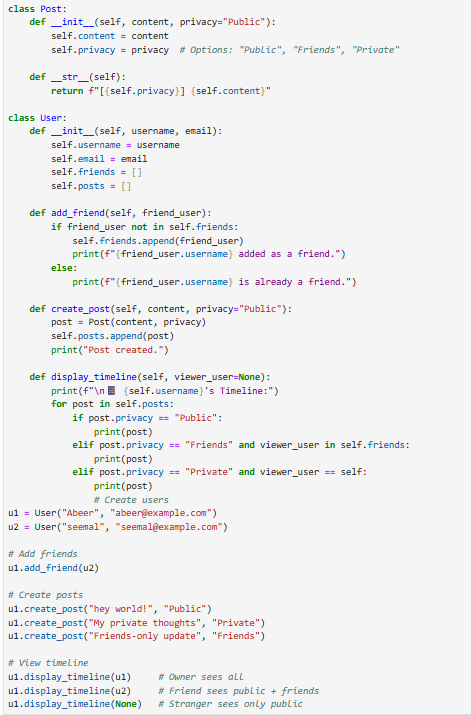 class Post:
    def __init__(self, content, privacy="Public"):
        self.content = content
        self.privacy = privacy  # Options: "Public", "Friends", "Private"

    def __str__(self):
        return f"[{self.privacy}] {self.content}"

class User:
    def __init__(self, username, email):
        self.username = username
        self.email = email
        self.friends = []
        self.posts = []

    def add_friend(self, friend_user):
        if friend_user not in self.friends:
            self.friends.append(friend_user)
            print(f"{friend_user.username} added as a friend.")
        else:
            print(f"{friend_user.username} is already a friend.")

    def create_post(self, content, privacy="Public"):
        post = Post(content, privacy)
        self.posts.append(post)
        print("Post created.")

    def display_timeline(self, viewer_user=None):
        print(f"\n {self.username}'s Timeline:")
        for post in self.posts:
            if post.privacy == "Public":
                print(post)
            elif post.privacy == "Friends" and viewer_user in self.friends:
                print(post)
            elif post.privacy == "Private" and viewer_user == self:
                print(post)
                # Create users
u1 = User("Abeer", "abeer@example.com")
u2 = User("seemal", "seemal@example.com")

# Add friends
u1.add_friend(u2)

# Create posts
u1.create_post("hey world!", "Public")
u1.create_post("My private thoughts", "Private")
u1.create_post("Friends-only update", "Friends")

# View timeline
u1.display_timeline(u1)     # Owner sees all
u1.display_timeline(u2)     # Friend sees public + friends
u1.display_timeline(None)   # Stranger sees only public